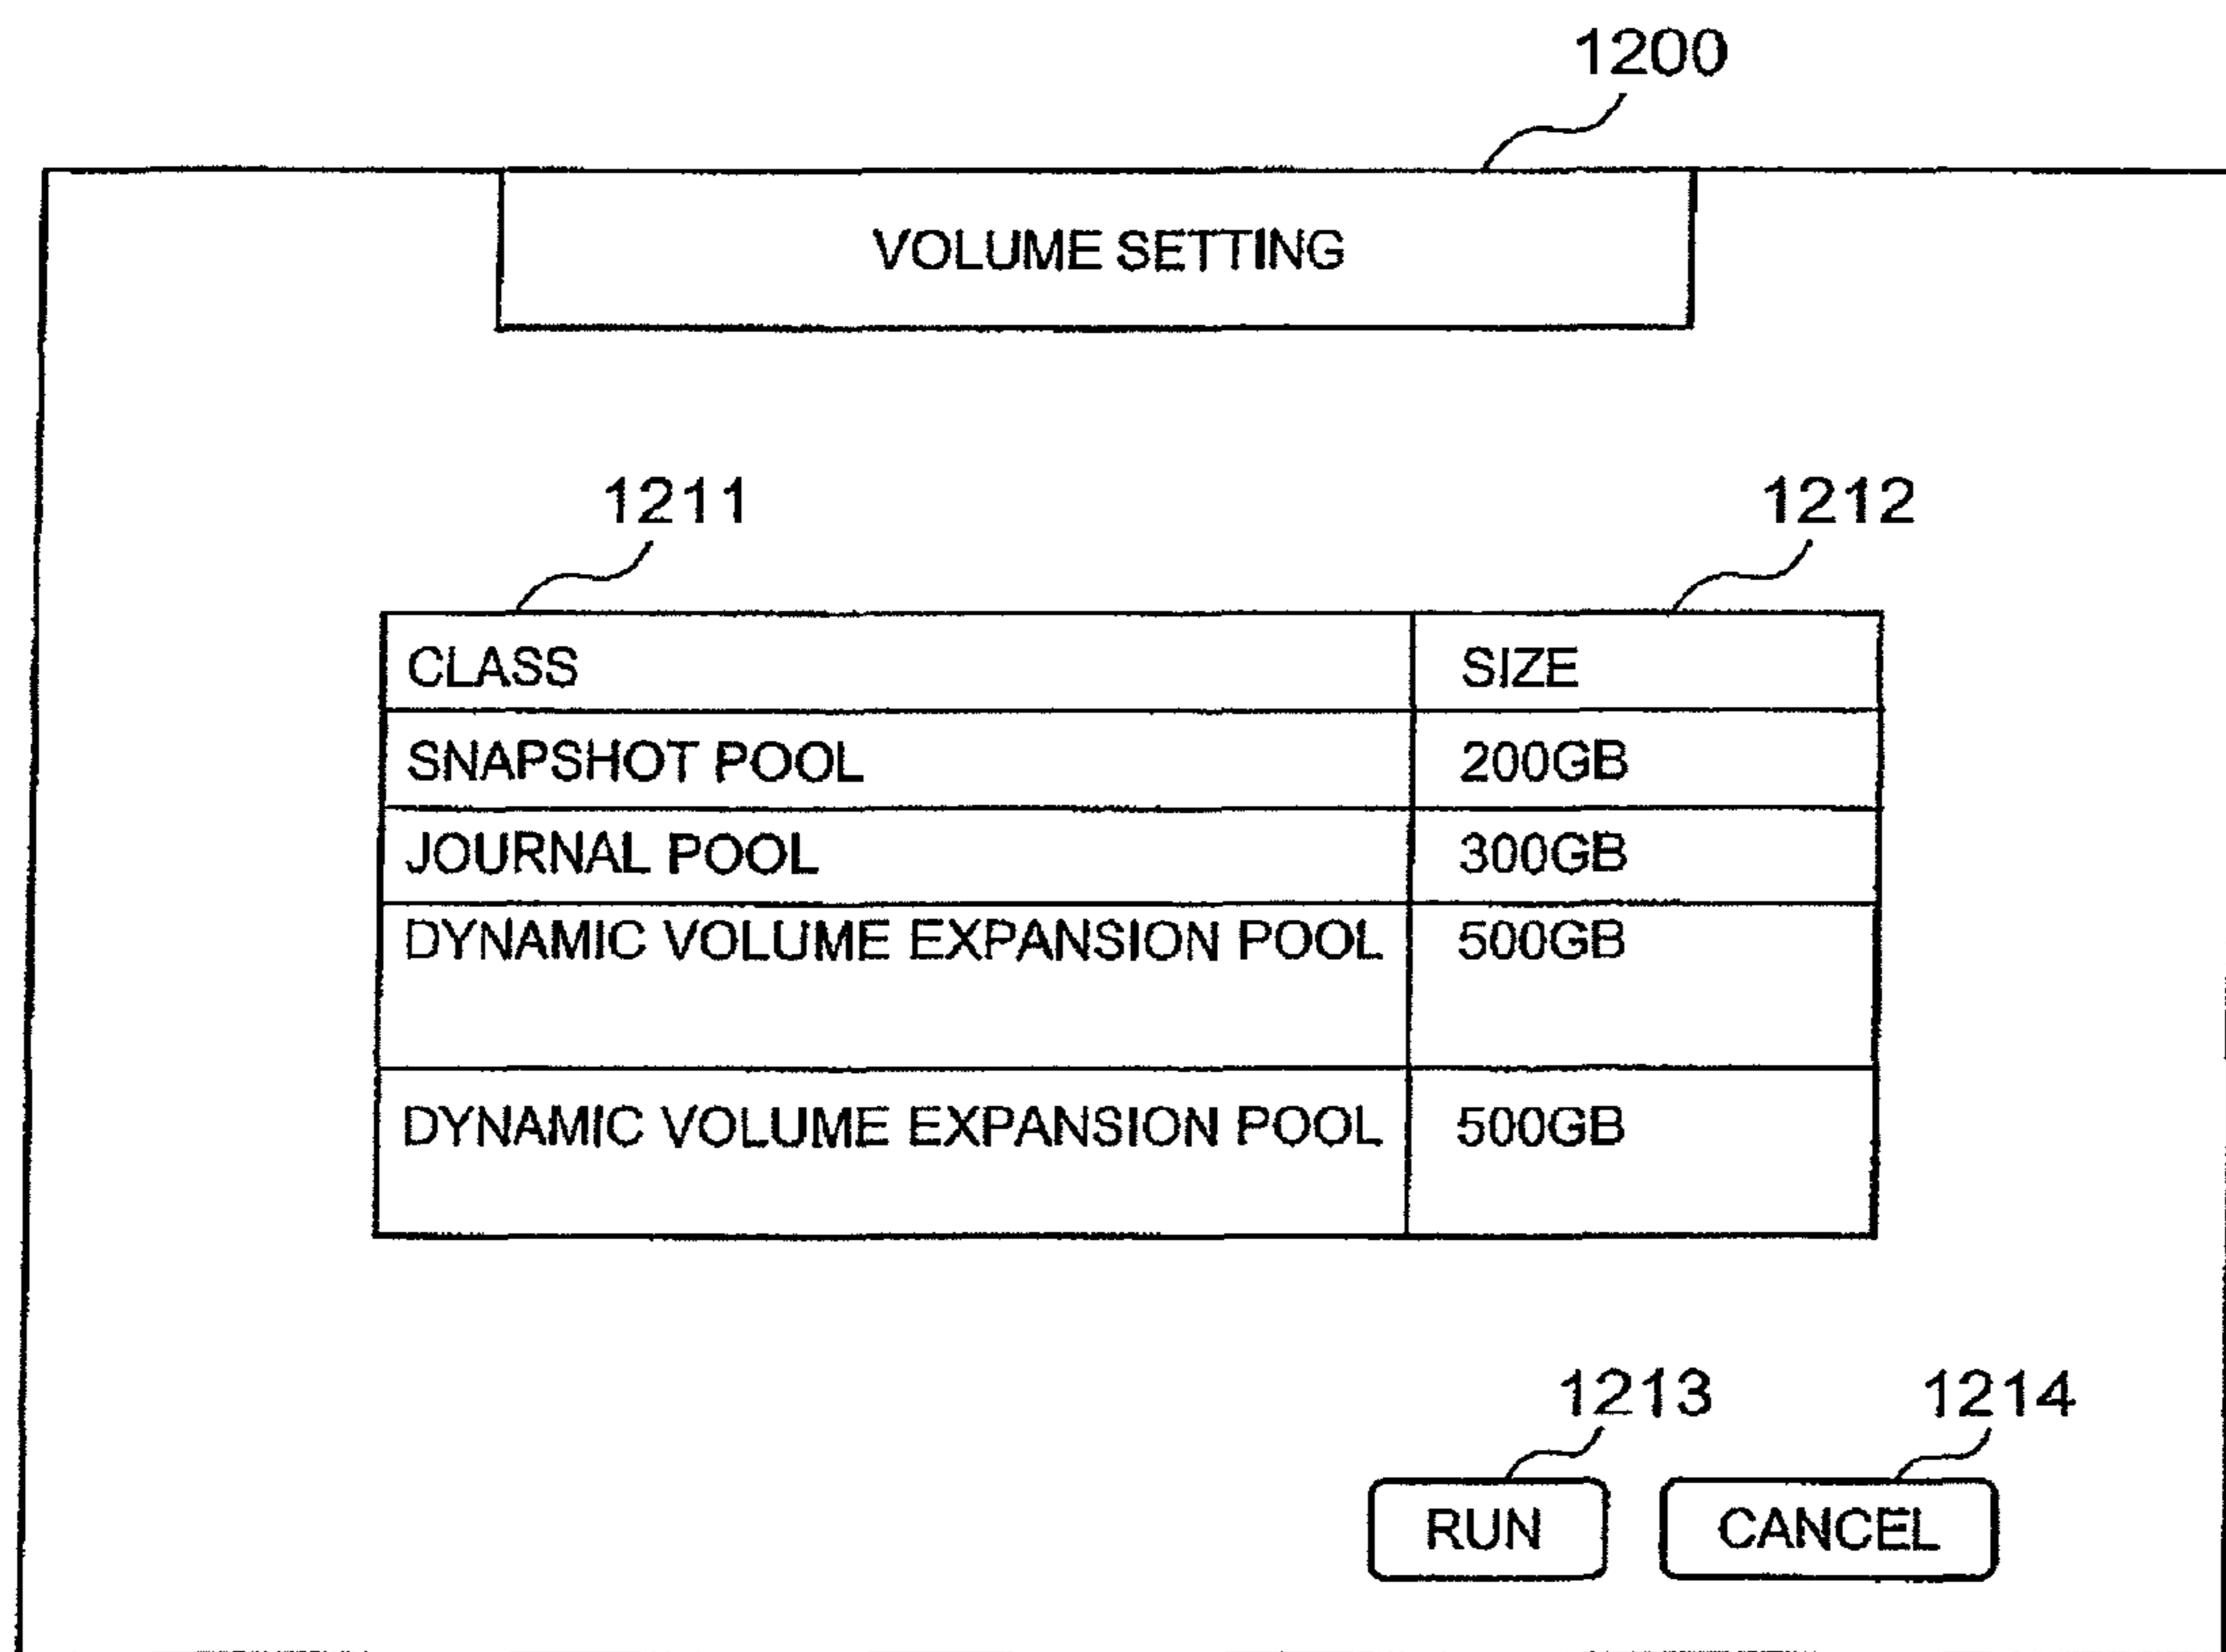 1200
VOLUME SETTING
1211 1212
CLASS SIZE
SNAPSHOT POOL 200GB
JOURNAL POOL 300GB
DYNAMIC VOLUME EXPANSION POOL 500GB
DYNAMIC VOLUME EXPANSION POOL 500GB
1213 1214
RUN CANCEL